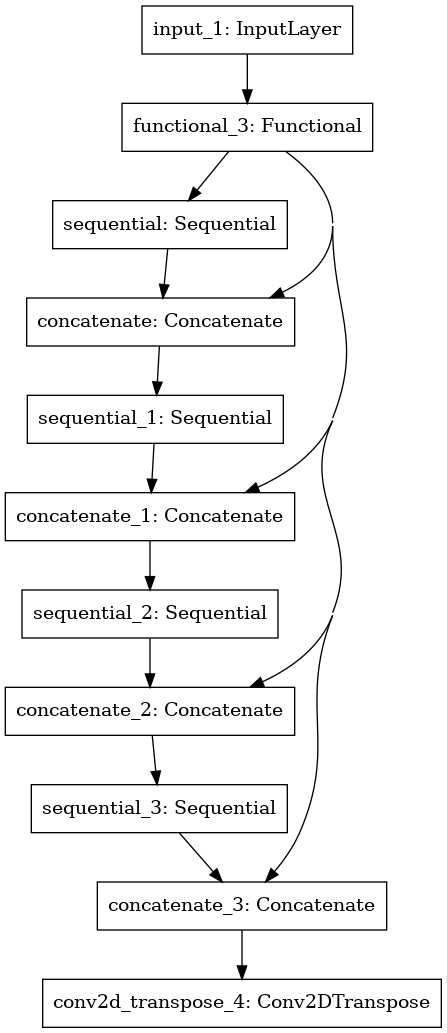 input_1: InputLayer
functional_3: Functional
sequential: Sequential
concatenate: Concatenate
sequential_1: Sequential
concatenate_1: Concatenate
sequential_2: Sequential
concatenate_2: Concatenate
sequential_3: Sequential
concatenate_3: Concatenate
conv2d_transpose_4: Conv2DTranspose